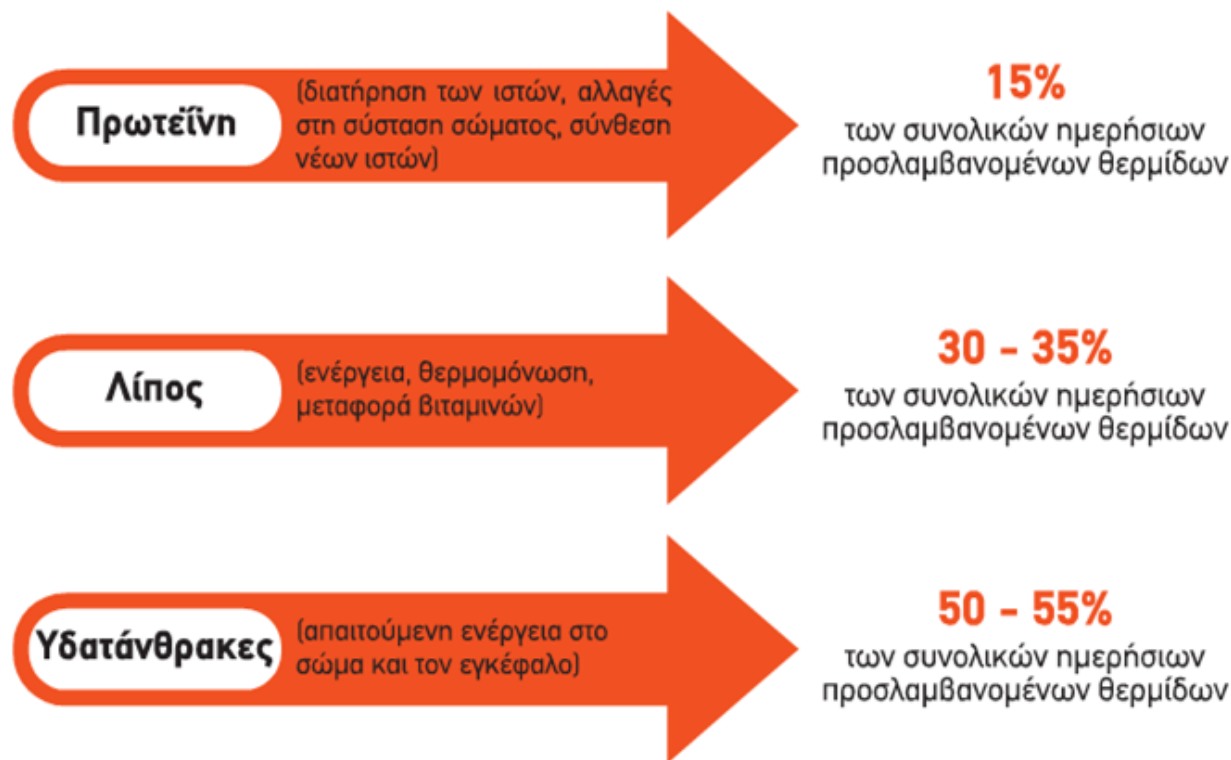 Πρωτεΐνη
(διατήρηση των ιστών, αλλαγές
στη σύσταση σώματος, σύνθεση
νέων ιστών)
15%
των συνολικών ημερήσιων
προσλαμβανομένων θερμίδων
Λίπος
(ενέργεια, θερμομόνωση,
μεταφορά βιταμινών)
30 - 35%
των συνολικών ημερήσιων
προσλαμβανομένων θερμίδων
Υδατάνθρακες
(απαιτούμενη ενέργεια στο
σώμα και τον εγκέφαλο)
50 - 55%
των συνολικών ημερήσιων
προσλαμβανομένων θερμίδων